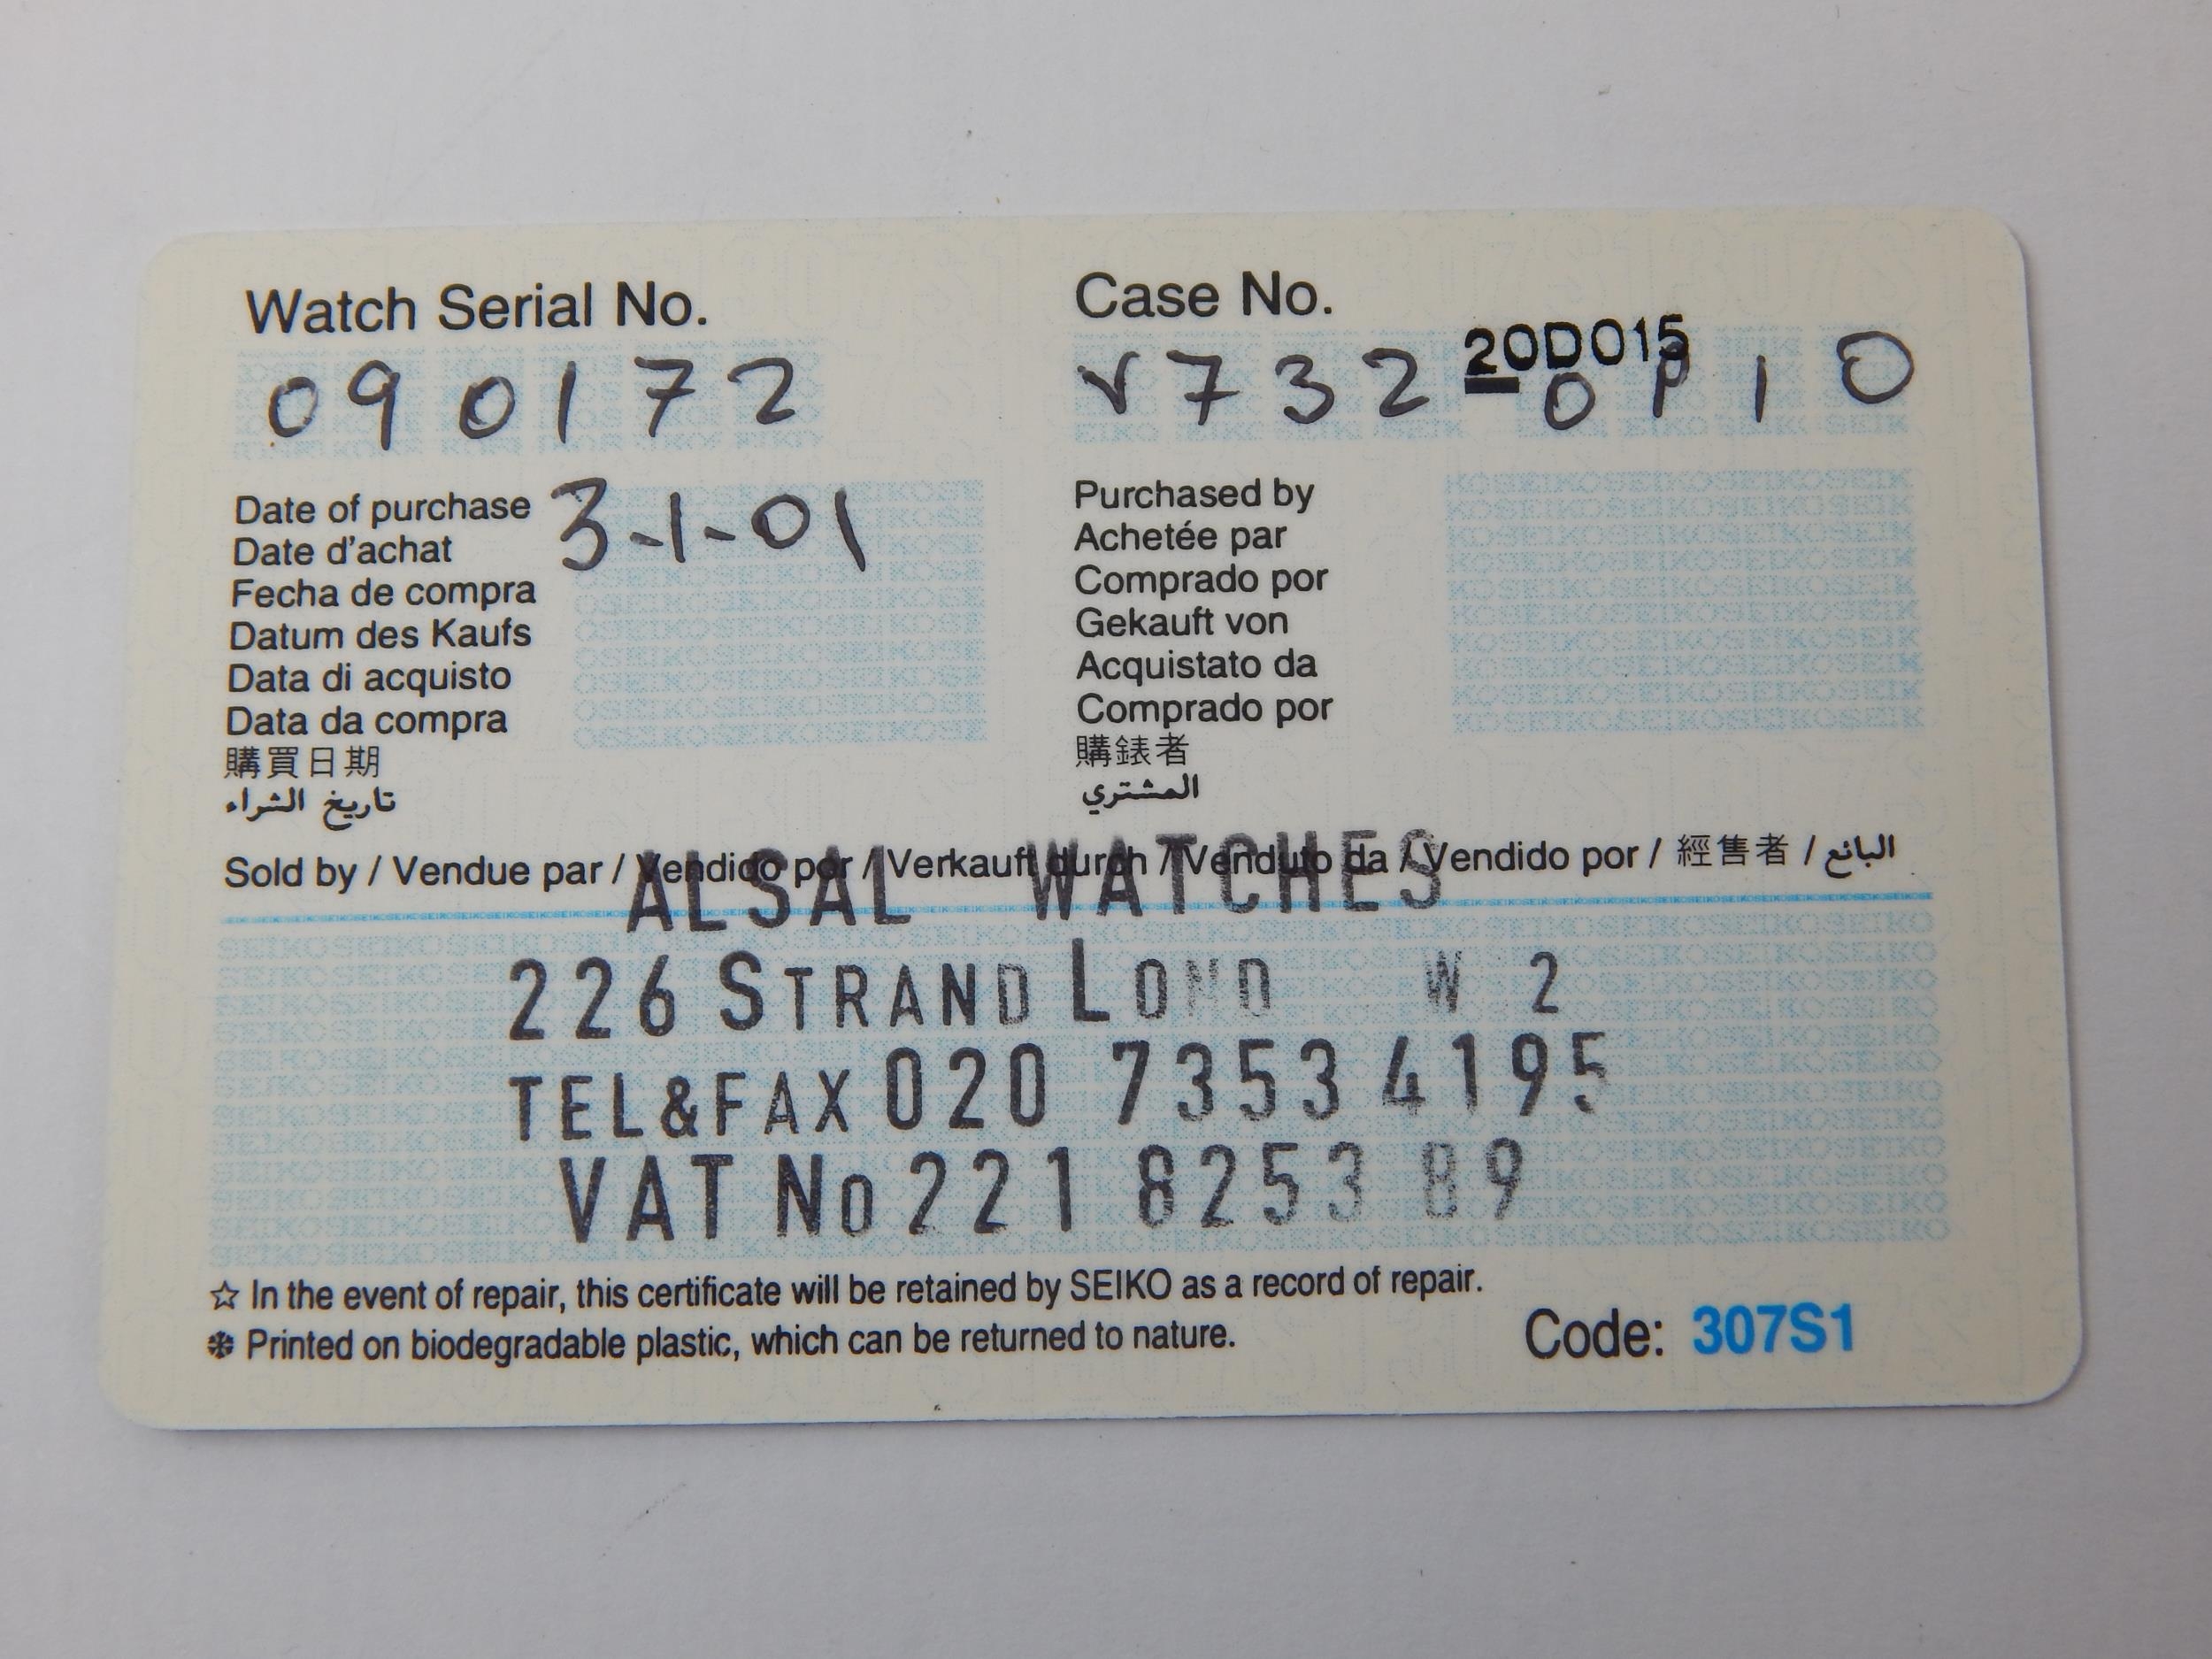 Watch Serial No.
090172
Case No.
20D015
V732-0P10
Date of purchase 3-1-01
Date d'achat
Fecha de compra
Datum des Kaufs
Data di acquisto
Data da compra
購買日期
تاريخ الشراء
Purchased by
Achetée par
Comprado por
Gekauft von
Acquistato da
Comprado por
購錶者
المشتري
Sold by / Vendue par / Vendido por / Verkauft durch / Venduto da / Vendido por / 經售者 / البائع
ALSAL WATCHES
226 STRAND LOND W 2
TEL&FAX 020 7353 4195
VAT No 221 8253 89
☆ In the event of repair, this certificate will be retained by SEIKO as a record of repair.
❄ Printed on biodegradable plastic, which can be returned to nature.
Code: 307S1